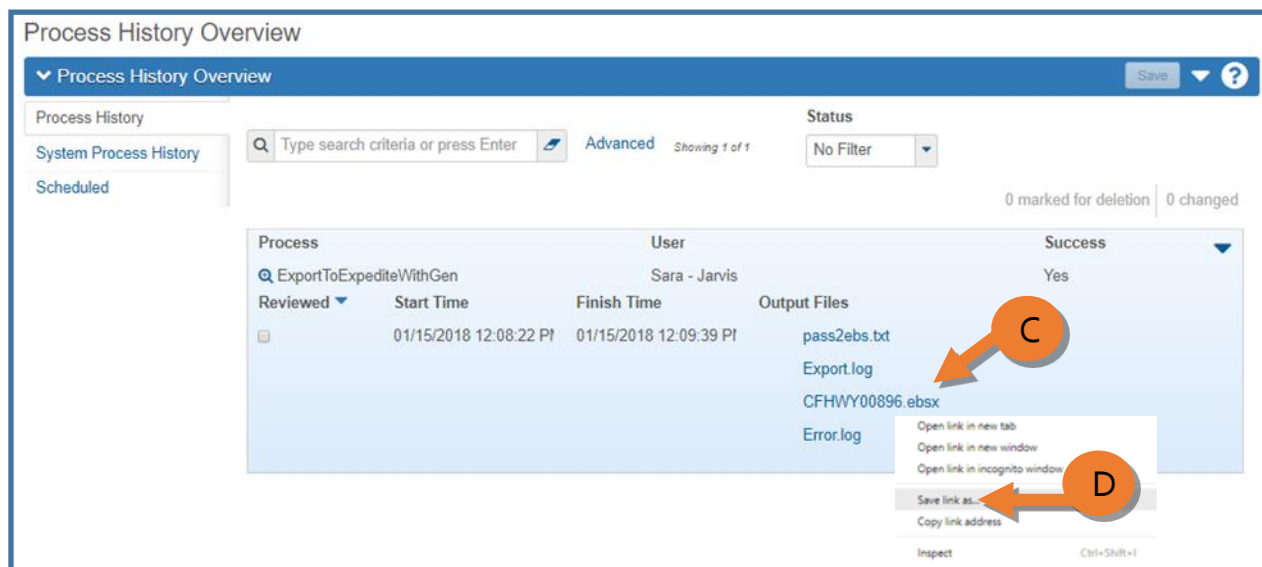 Process History Overview
Process History Overview
Save
?
Process History
System Process History
Scheduled
Type search criteria or press Enter
Advanced
Showing 1 of 1
Status
No Filter
0 marked for deletion
0 changed
Process
User
Success
ExportToExpediteWithGen
Sara - Jarvis
Yes
Reviewed
Start Time
Finish Time
Output Files
01/15/2018 12:08:22 PM
01/15/2018 12:09:39 PM
pass2ebs.txt
Export.log
CFHWY00896.ebsx
Error.log
C
Open link in new tab
Open link in new window
Open link in incognito window
Save link as...
D
Copy link address
Inspect
Ctrl+Shift+I